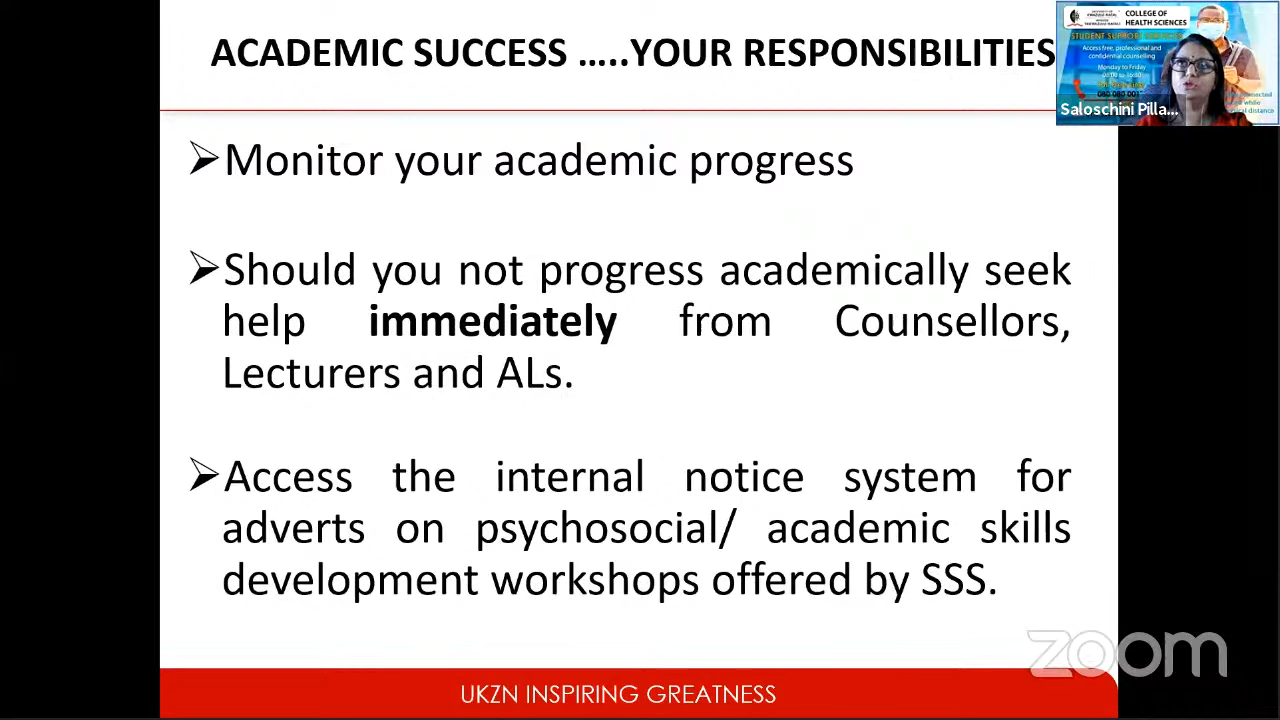 ACADEMIC SUCCESS …..YOUR RESPONSIBILITIES
➢Monitor your academic progress
➢Should you not progress academically seek
help immediately from Counsellors,
Lecturers and ALs.
➢Access the internal notice system for
adverts on psychosocial/ academic skills
development workshops offered by SSS.
UKZN INSPIRING GREATNESS
COLLEGE OF
HEALTH SCIENCES
STUDENT SUPPORT
Access free, professional and
confidential counselling
Monday to Friday
Saloschini Pilla...
zoom